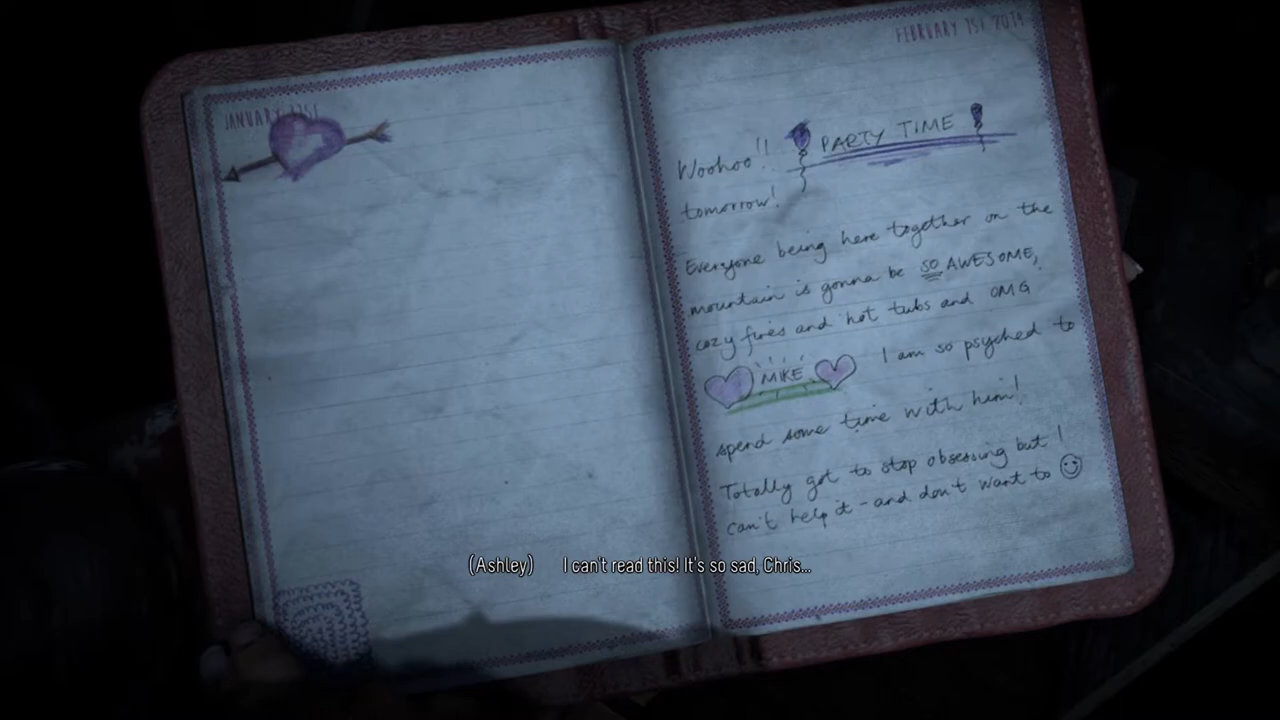 JANUARY 31ST
FEBRUARY 1ST 2014
Woohoo!! PARTY TIME
tomorrow!
Everyone being here together on the
mountain is gonna be SO AWESOME,
cozy fires and hot tubs and OMG
MIKE I am so psyched to
spend some time with him!
Totally got to stop obsessing but I
can't help it - and don't want to
(Ashley) I can't read this! It's so sad, Chris...